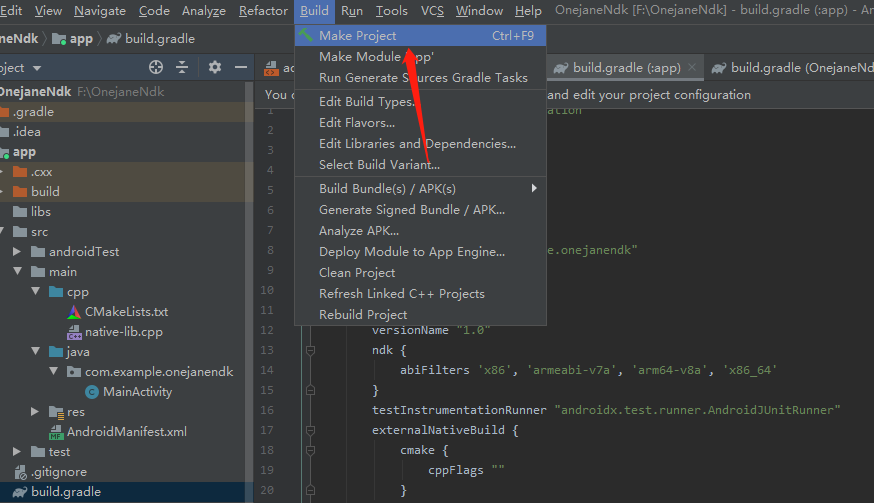 Edit View Navigate Code Analyze Refactor Build Run Tools VCS Window Help OnejaneNdk [F:\OnejaneNdk] - build.gradle (:app) - An
OnejaneNdk app build.gradle
oject
build.gradle (:app) build.gradle (OnejaneNd
You c and edit your project configuration
OnejaneNdk F:\OnejaneNdk
.gradle
.idea
app
.cxx
build
libs
src
androidTest
main
cpp
CMakeLists.txt
native-lib.cpp
java
com.example.onejanendk
MainActivity
res
AndroidManifest.xml
test
.gitignore
build.gradle
Make Project Ctrl+F9
Make Module 'app'
Run Generate Sources Gradle Tasks
Edit Build Types...
Edit Flavors...
Edit Libraries and Dependencies...
Select Build Variant...
Build Bundle(s) / APK(s)
Generate Signed Bundle / APK...
Analyze APK...
Deploy Module to App Engine...
Clean Project
Refresh Linked C++ Projects
Rebuild Project
1 ation
2
3
4
5
6
7
8 e.onejanendk"
9
10
11
12 versionName "1.0"
13 ndk {
14 abiFilters 'x86', 'armeabi-v7a', 'arm64-v8a', 'x86_64'
15 }
16 testInstrumentationRunner "androidx.test.runner.AndroidJUnitRunner"
17 externalNativeBuild {
18 cmake {
19 cppFlags ""
20 }